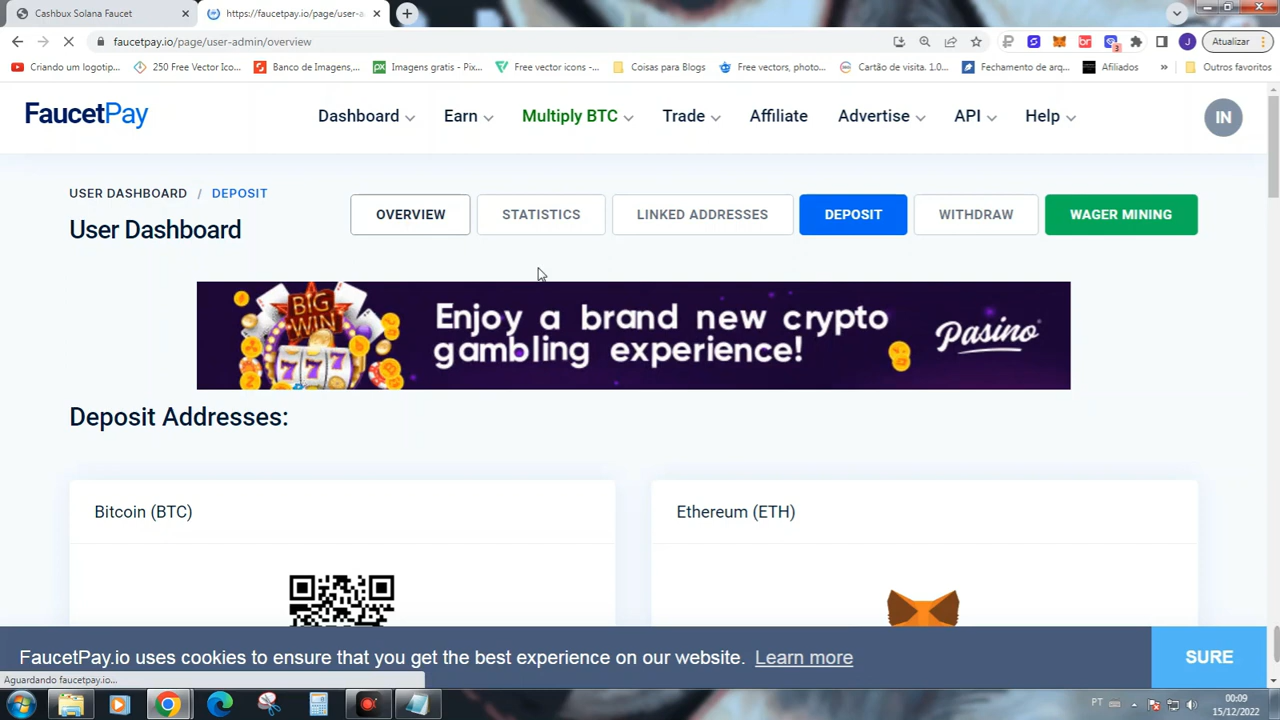 Cashbux Solana Faucet
https://faucetpay.io/page/user-a
faucetpay.io/page/user-admin/overview
Atualizar
Criando um logotip...
250 Free Vector Ico...
Banco de Imagens,...
Imagens gratis - Pix...
Free vector icons -...
Coisas para Blogs
Free vectors, photo...
Cartão de visita. 1.0...
Fechamento de arq...
Afiliados
»
Outros favoritos
FaucetPay
Dashboard
Earn
Multiply BTC
Trade
Affiliate
Advertise
API
Help
IN
USER DASHBOARD / DEPOSIT
User Dashboard
OVERVIEW
STATISTICS
LINKED ADDRESSES
DEPOSIT
WITHDRAW
WAGER MINING
BIG
WIN
777
Enjoy a brand new crypto
gambling experience!
Pasino
Deposit Addresses:
Bitcoin (BTC)
Ethereum (ETH)
FaucetPay.io uses cookies to ensure that you get the best experience on our website. Learn more
SURE
Aguardando faucetpay.io...
PT
00:09
15/12/2022